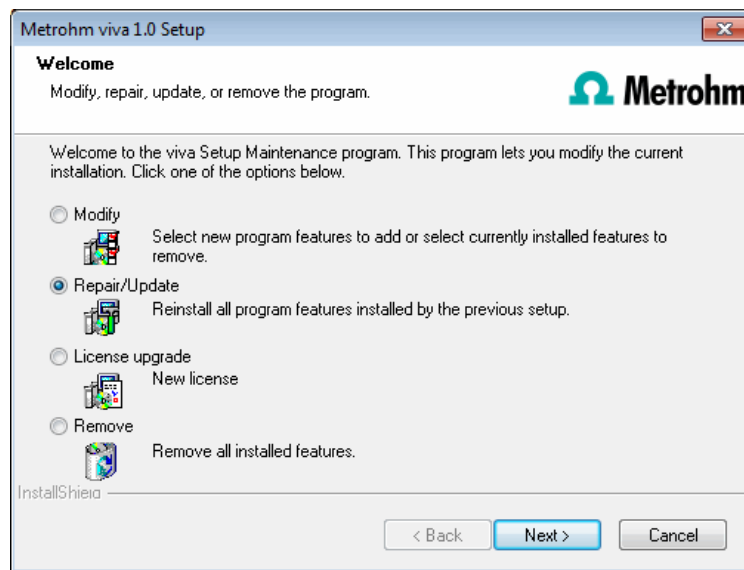 Metrohm viva 1.0 Setup
Welcome
Modify, repair, update, or remove the program.
Metrohm
Welcome to the viva Setup Maintenance program. This program lets you modify the current
installation. Click one of the options below.
Modify
Select new program features to add or select currently installed features to
remove.
Repair/Update
Reinstall all program features installed by the previous setup.
License upgrade
New license
Remove
Remove all installed features.
InstallShield
< Back
Next >
Cancel